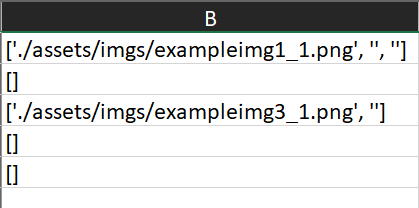 B
['./assets/imgs/exampleimg1_1.png', '', '']
[]
['./assets/imgs/exampleimg3_1.png', '']
[]
[]